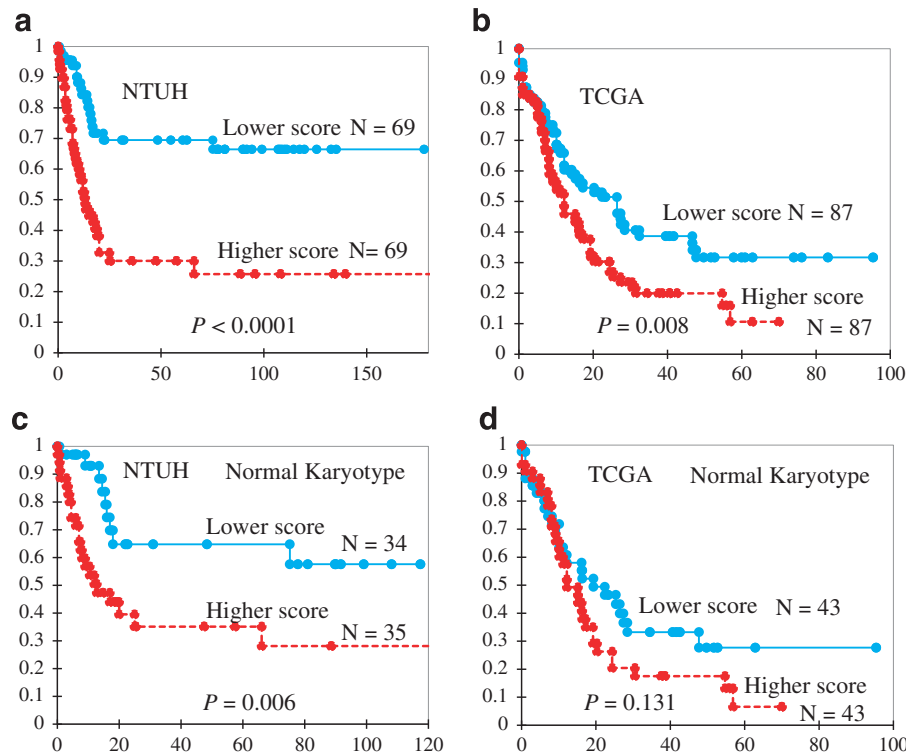 a
1
0.9
0.8
0.7
0.6
0.5
0.4
0.3
0.2
0.1
0
NTUH
Lower score N = 69
Higher score N= 69
P < 0.0001
0 50 100 150
b
1
0.9
0.8
0.7
0.6
0.5
0.4
0.3
0.2
0.1
0
TCGA
Lower score N = 87
Higher score
P = 0.008
N = 87
0 20 40 60 80 100
c
1
0.9
0.8
0.7
0.6
0.5
0.4
0.3
0.2
0.1
0
NTUH Normal Karyotype
Lower score
N = 34
Higher score
N = 35
P = 0.006
0 20 40 60 80 100 120
d
1
0.9
0.8
0.7
0.6
0.5
0.4
0.3
0.2
0.1
0
TCGA Normal Karyotype
Lower score N = 43
Higher score
P = 0.131
N = 43
0 20 40 60 80 100